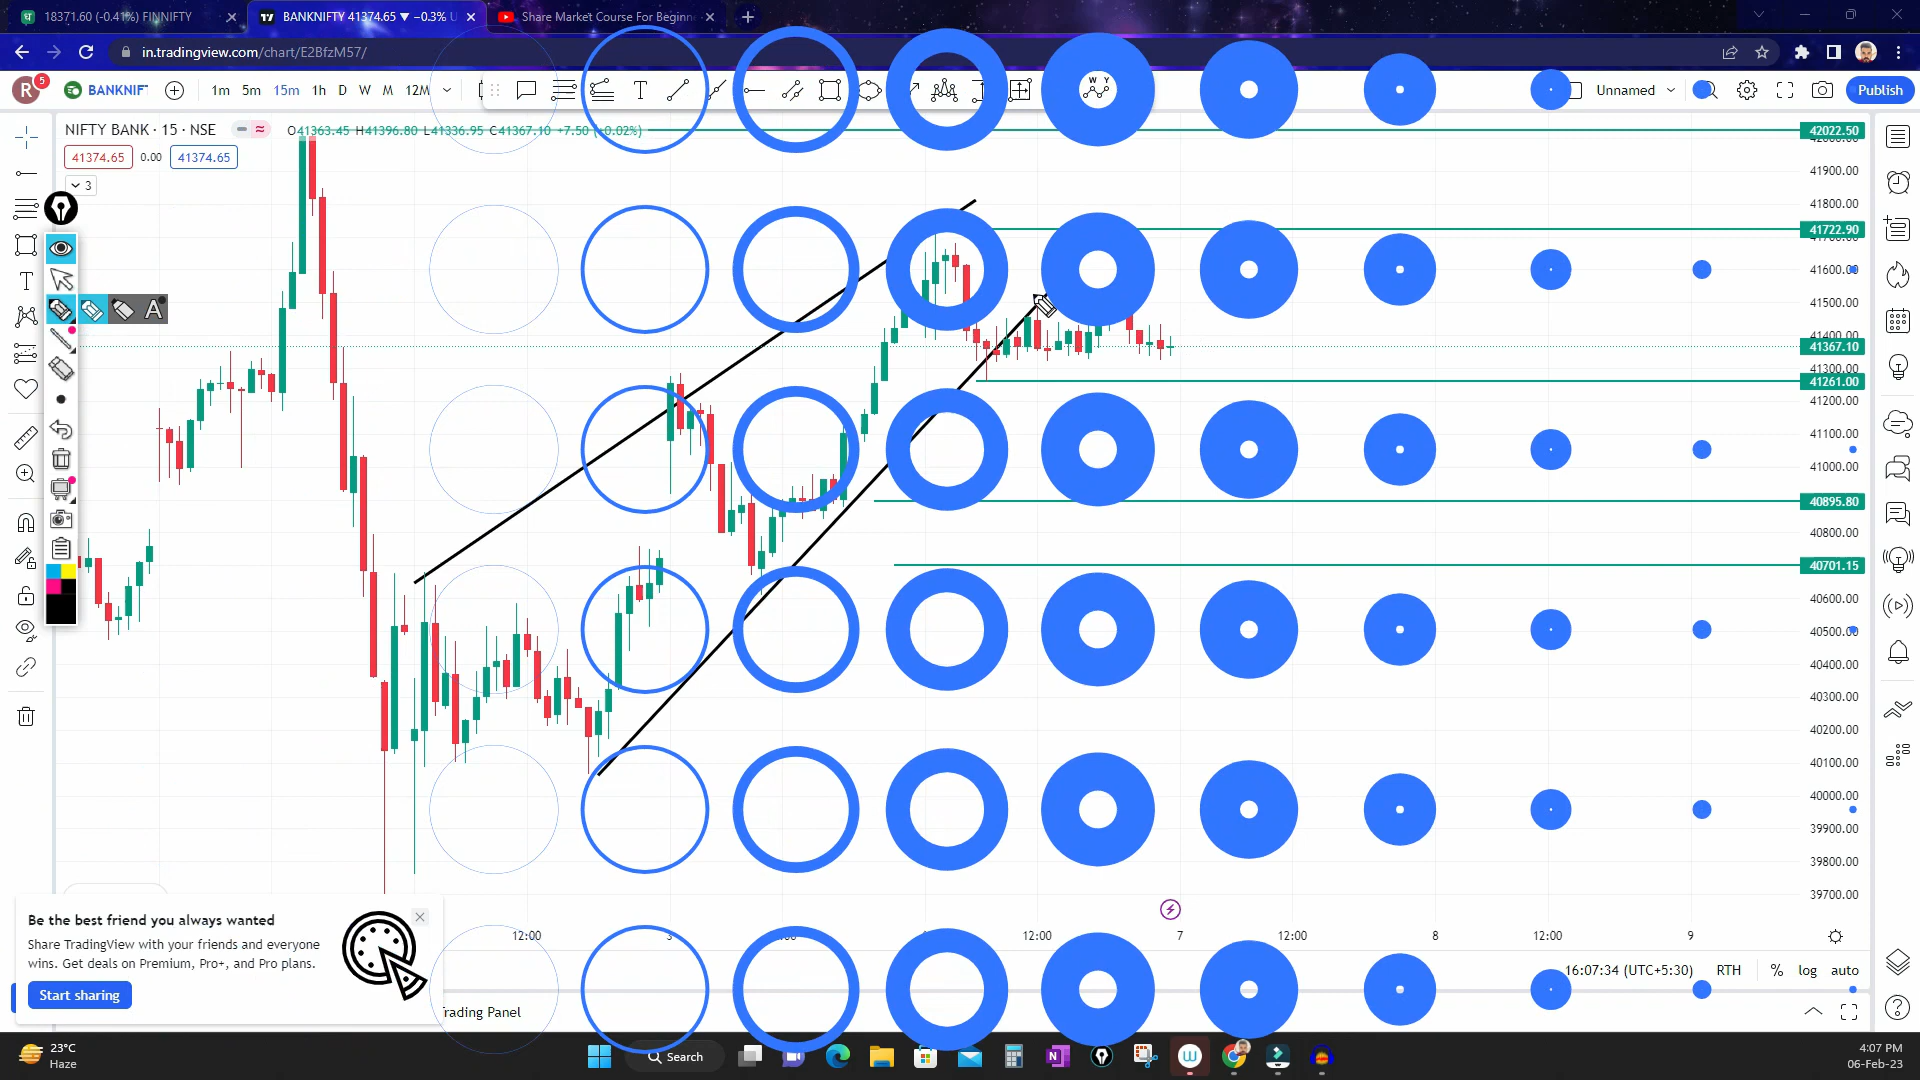 18371.60 (-0.41%) FINNIFTY
BANKNIFTY 41374.65 ▼ −0.3% U
Share Market Course For Beginn
in.tradingview.com/chart/E2BfzM57/
R 5
BANKNIF
1m 5m 15m 1h D W M 12M
T
W Y
Unnamed
Publish
NIFTY BANK · 15 · NSE
O41363.45 H41396.80 L41336.95 C41367.10 +7.50 (+0.02%)
41374.65 0.00 41374.65
3
T
A
42022.50
41900.00
41800.00
41722.90
41600.00
41500.00
41400.00
41367.10
41300.00
41261.00
41200.00
41100.00
41000.00
40895.80
40800.00
40701.15
40600.00
40500.00
40400.00
40300.00
40200.00
40100.00
40000.00
39900.00
39800.00
39700.00
12:00 3 12:00 7 12:00 8 12:00 9
Be the best friend you always wanted
Share TradingView with your friends and everyone
wins. Get deals on Premium, Pro+, and Pro plans.
Start sharing
16:07:34 (UTC+5:30) RTH % log auto
rading Panel
23°C
Haze
Search
4:07 PM
06-Feb-23